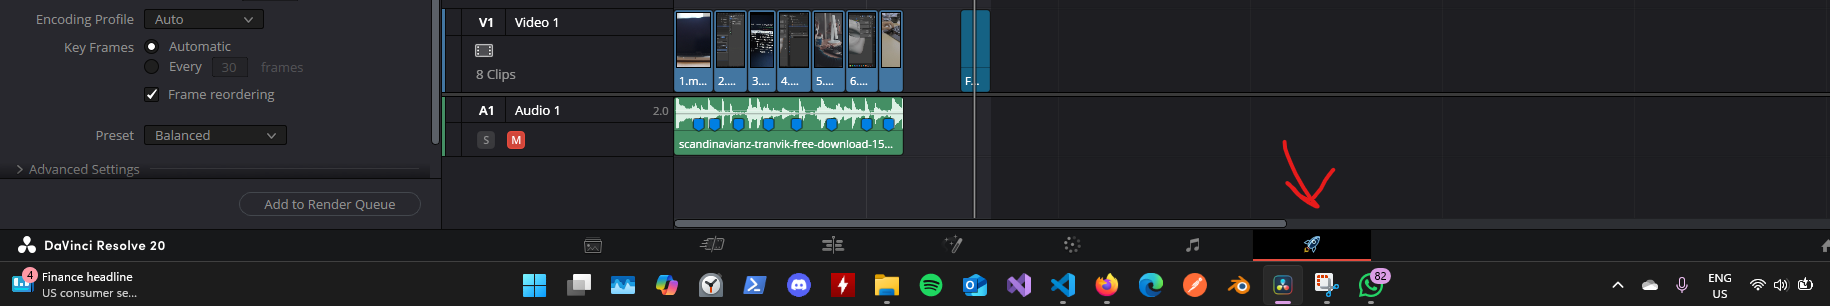 Encoding Profile Auto
Key Frames Automatic
Every 30 frames
Frame reordering
Preset Balanced
Advanced Settings
Add to Render Queue
V1 Video 1
8 Clips
1.m... 2.... 3.... 4.... 5.... 6.... F...
A1 Audio 1 2.0
S M
scandinavianz-tranvik-free-download-15...
DaVinci Resolve 20
4 Finance headline
US consumer se...
82
ENG
US